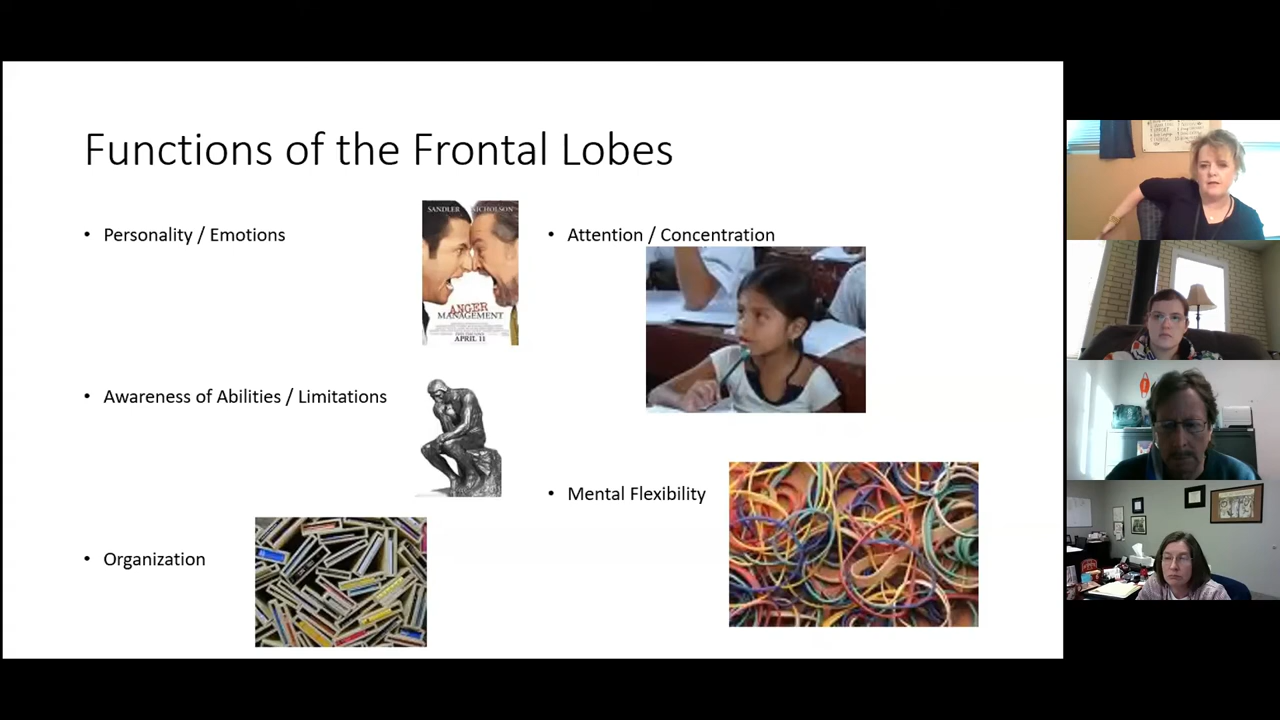 Functions of the Frontal Lobes
• Personality / Emotions
SANDLER NICHOLSON
ANGER
MANAGEMENT
APRIL 11
• Attention / Concentration
• Awareness of Abilities / Limitations
• Mental Flexibility
• Organization